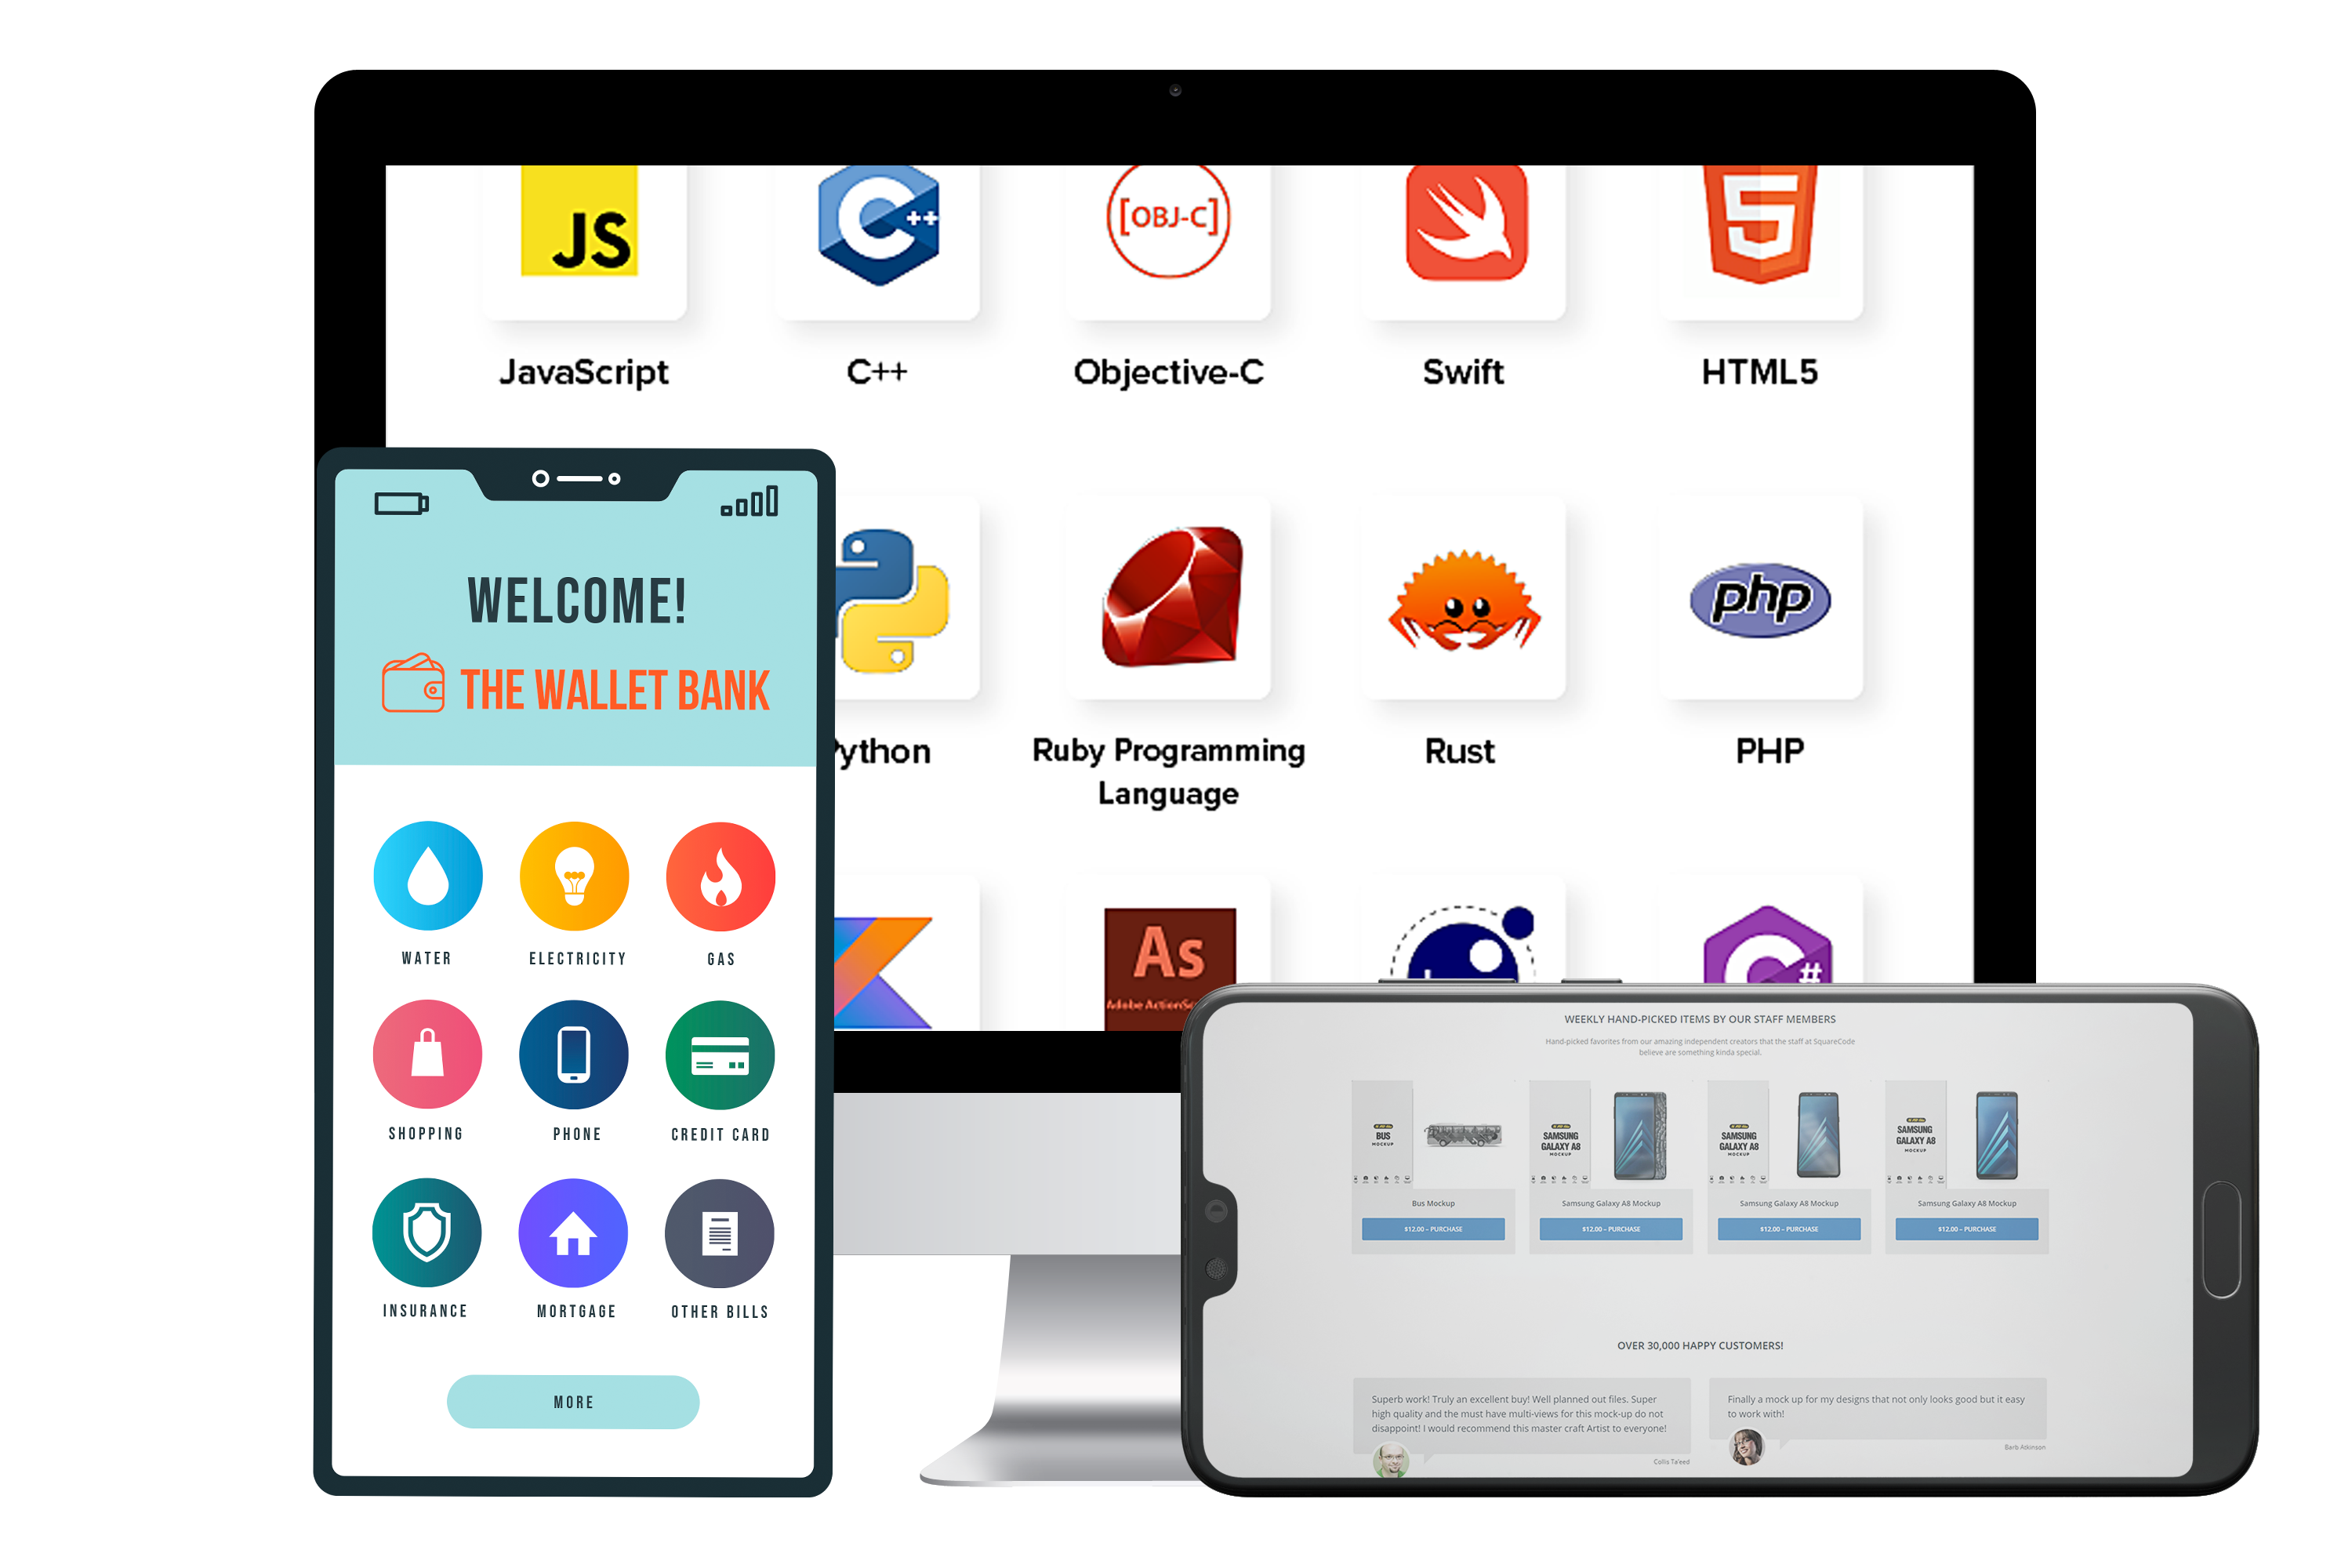 JS
C++
[OBJ-C]
5
JavaScript
C++
Objective-C
Swift
HTML5
php
Python
Ruby Programming
Language
Rust
PHP
As
C#
WELCOME!
THE WALLET BANK
WATER
ELECTRICITY
GAS
SHOPPING
PHONE
CREDIT CARD
INSURANCE
MORTGAGE
OTHER BILLS
MORE
WEEKLY HAND-PICKED ITEMS BY OUR STAFF MEMBERS
Hand-picked favorites from our amazing independent creators that the staff at SquareCode
believe are something kinda special.
BUS
MOCKUP
SAMSUNG
GALAXY A8
MOCKUP
SAMSUNG
GALAXY A8
MOCKUP
SAMSUNG
GALAXY A8
MOCKUP
Bus Mockup
Samsung Galaxy A8 Mockup
Samsung Galaxy A8 Mockup
Samsung Galaxy A8 Mockup
$12.00 – PURCHASE
$12.00 – PURCHASE
$12.00 – PURCHASE
$12.00 – PURCHASE
OVER 30,000 HAPPY CUSTOMERS!
Superb work! Truly an excellent buy! Well planned out files. Super
high quality and the must have multi-views for this mock-up do not
disappoint! I would recommend this master craft Artist to everyone!
Collis Ta'eed
Finally a mock up for my designs that not only looks good but it easy
to work with!
Barb Atkinson